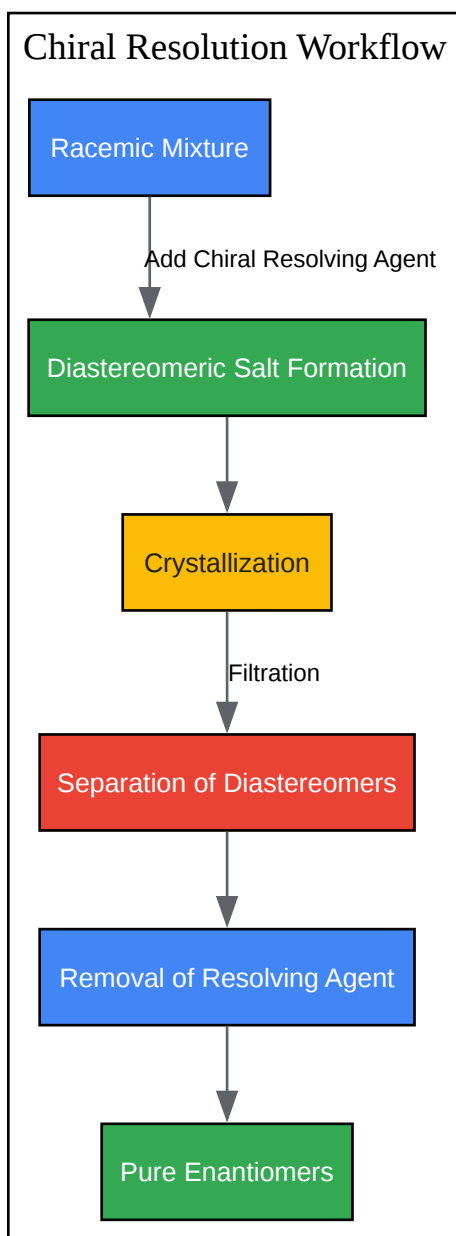 Chiral Resolution Workflow
Racemic Mixture
Add Chiral Resolving Agent
Diastereomeric Salt Formation
Crystallization
Filtration
Separation of Diastereomers
Removal of Resolving Agent
Pure Enantiomers